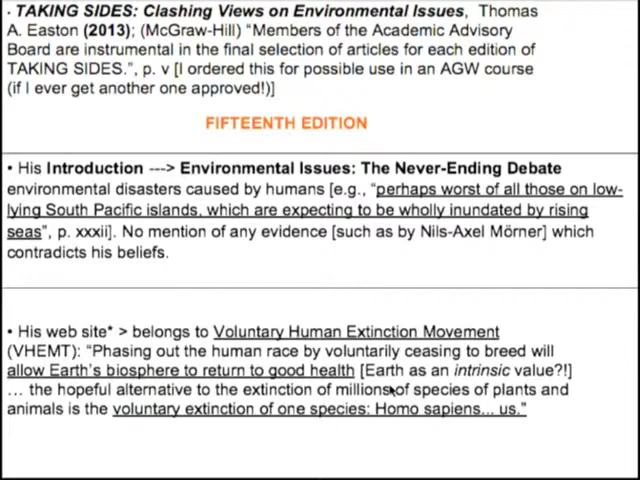 · TAKING SIDES: Clashing Views on Environmental Issues, Thomas
A. Easton (2013); (McGraw-Hill) “Members of the Academic Advisory
Board are instrumental in the final selection of articles for each edition of
TAKING SIDES.”, p. v [I ordered this for possible use in an AGW course
(if I ever get another one approved!)]
FIFTEENTH EDITION
• His Introduction ---> Environmental Issues: The Never-Ending Debate
environmental disasters caused by humans [e.g., “perhaps worst of all those on low-
lying South Pacific islands, which are expecting to be wholly inundated by rising
seas”, p. xxxii]. No mention of any evidence [such as by Nils-Axel Mörner] which
contradicts his beliefs.
• His web site* > belongs to Voluntary Human Extinction Movement
(VHEMT): “Phasing out the human race by voluntarily ceasing to breed will
allow Earth’s biosphere to return to good health [Earth as an intrinsic value?!]
... the hopeful alternative to the extinction of millions of species of plants and
animals is the voluntary extinction of one species: Homo sapiens... us.”